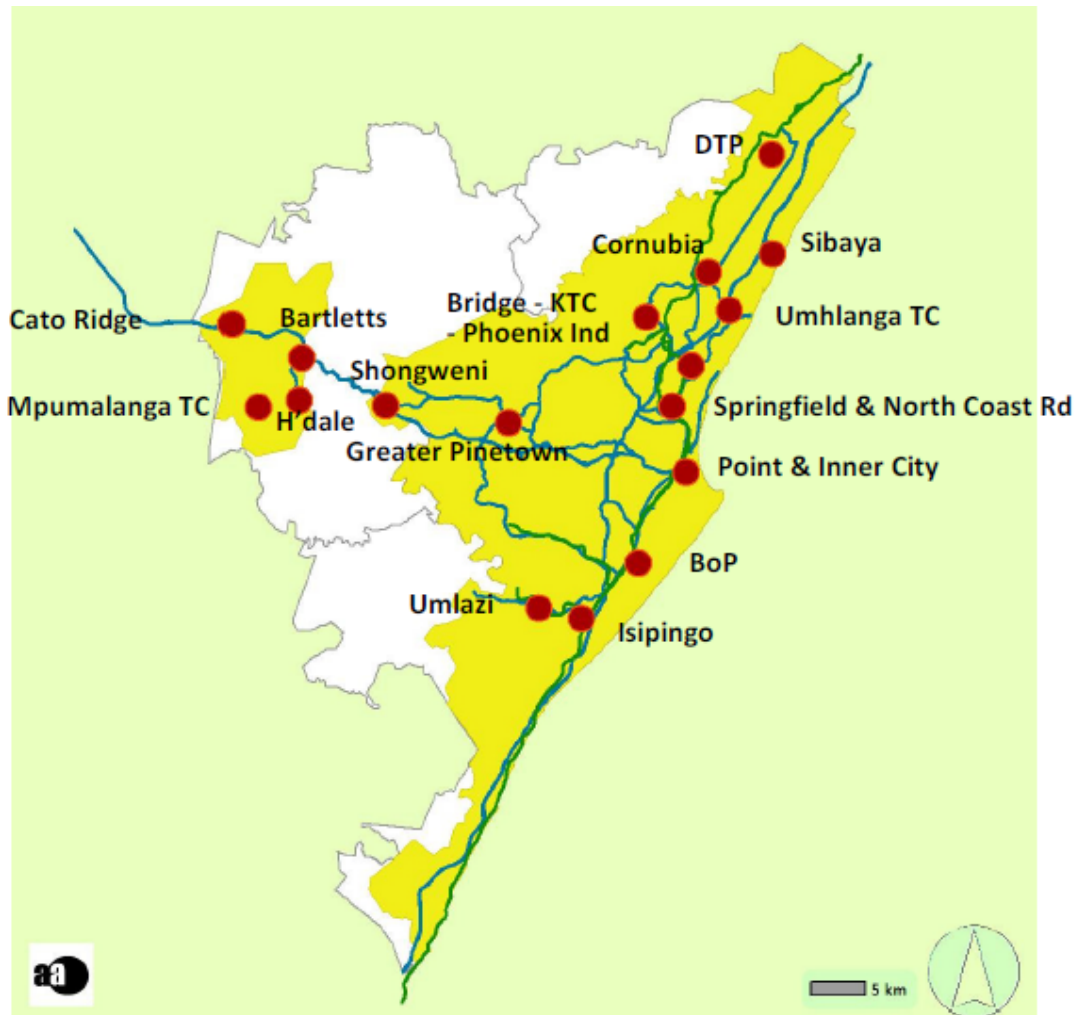 DTP
Cornubia
Sibaya
Bridge - KTC
- Phoenix Ind
Umhlanga TC
Cato Ridge
Bartletts
Shongweni
Mpumalanga TC
H'dale
Springfield & North Coast Rd
Greater Pinetown
Point & Inner City
BoP
Umlazi
Isipingo
aa
5 km